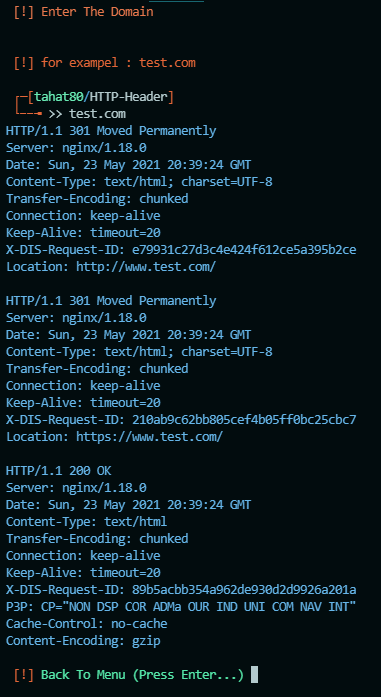 [!] Enter The Domain
[!] for exampel : test.com
[tahat80/HTTP-Header]
>> test.com
HTTP/1.1 301 Moved Permanently
Server: nginx/1.18.0
Date: Sun, 23 May 2021 20:39:24 GMT
Content-Type: text/html; charset=UTF-8
Transfer-Encoding: chunked
Connection: keep-alive
Keep-Alive: timeout=20
X-DIS-Request-ID: e79931c27d3c4e424f612ce5a395b2ce
Location: http://www.test.com/
HTTP/1.1 301 Moved Permanently
Server: nginx/1.18.0
Date: Sun, 23 May 2021 20:39:24 GMT
Content-Type: text/html; charset=UTF-8
Transfer-Encoding: chunked
Connection: keep-alive
Keep-Alive: timeout=20
X-DIS-Request-ID: 210ab9c62bb805cef4b05ff0bc25cbc7
Location: https://www.test.com/
HTTP/1.1 200 OK
Server: nginx/1.18.0
Date: Sun, 23 May 2021 20:39:24 GMT
Content-Type: text/html
Transfer-Encoding: chunked
Connection: keep-alive
Keep-Alive: timeout=20
X-DIS-Request-ID: 89b5acbb354a962de930d2d9926a201a
P3P: CP="NON DSP COR ADMa OUR IND UNI COM NAV INT"
Cache-Control: no-cache
Content-Encoding: gzip
[!] Back To Menu (Press Enter...)